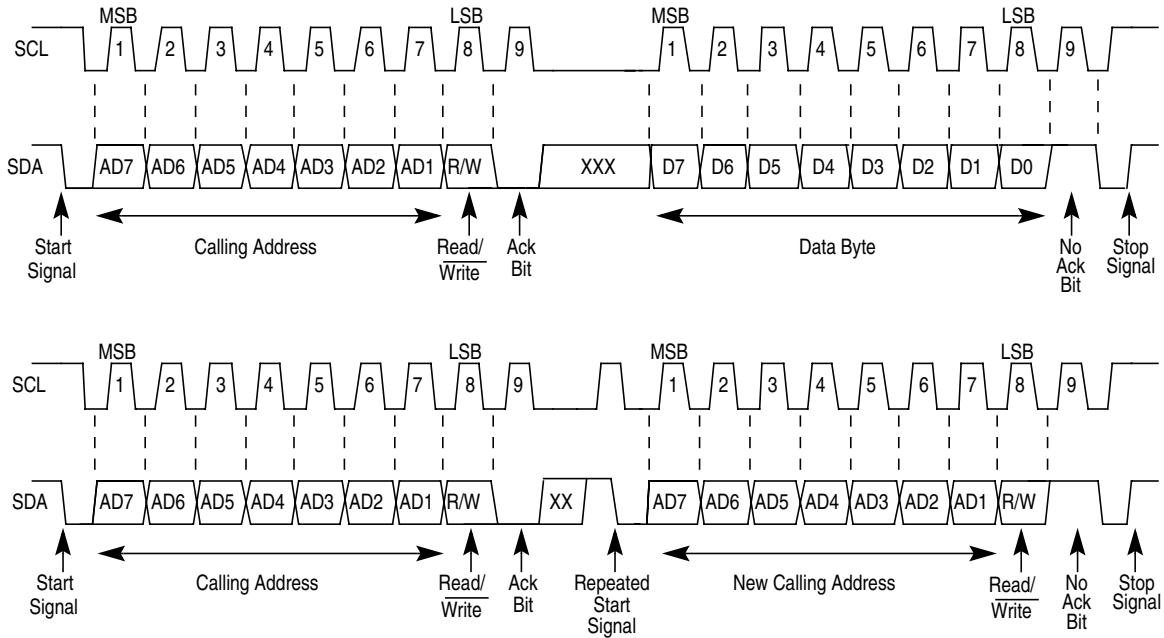 MSB LSB MSB LSB
SCL 1 2 3 4 5 6 7 8 9 1 2 3 4 5 6 7 8 9
SDA AD7 AD6 AD5 AD4 AD3 AD2 AD1 R/W XXX D7 D6 D5 D4 D3 D2 D1 D0
Start Calling Address Read/ Ack Data Byte No Stop
Signal Write Bit Ack Signal
Bit
MSB LSB MSB LSB
SCL 1 2 3 4 5 6 7 8 9 1 2 3 4 5 6 7 8 9
SDA AD7 AD6 AD5 AD4 AD3 AD2 AD1 R/W XX AD7 AD6 AD5 AD4 AD3 AD2 AD1 R/W
Start Calling Address Read/ Ack Repeated New Calling Address Read/ No Stop
Signal Write Bit Start Write Ack Signal
Signal Bit